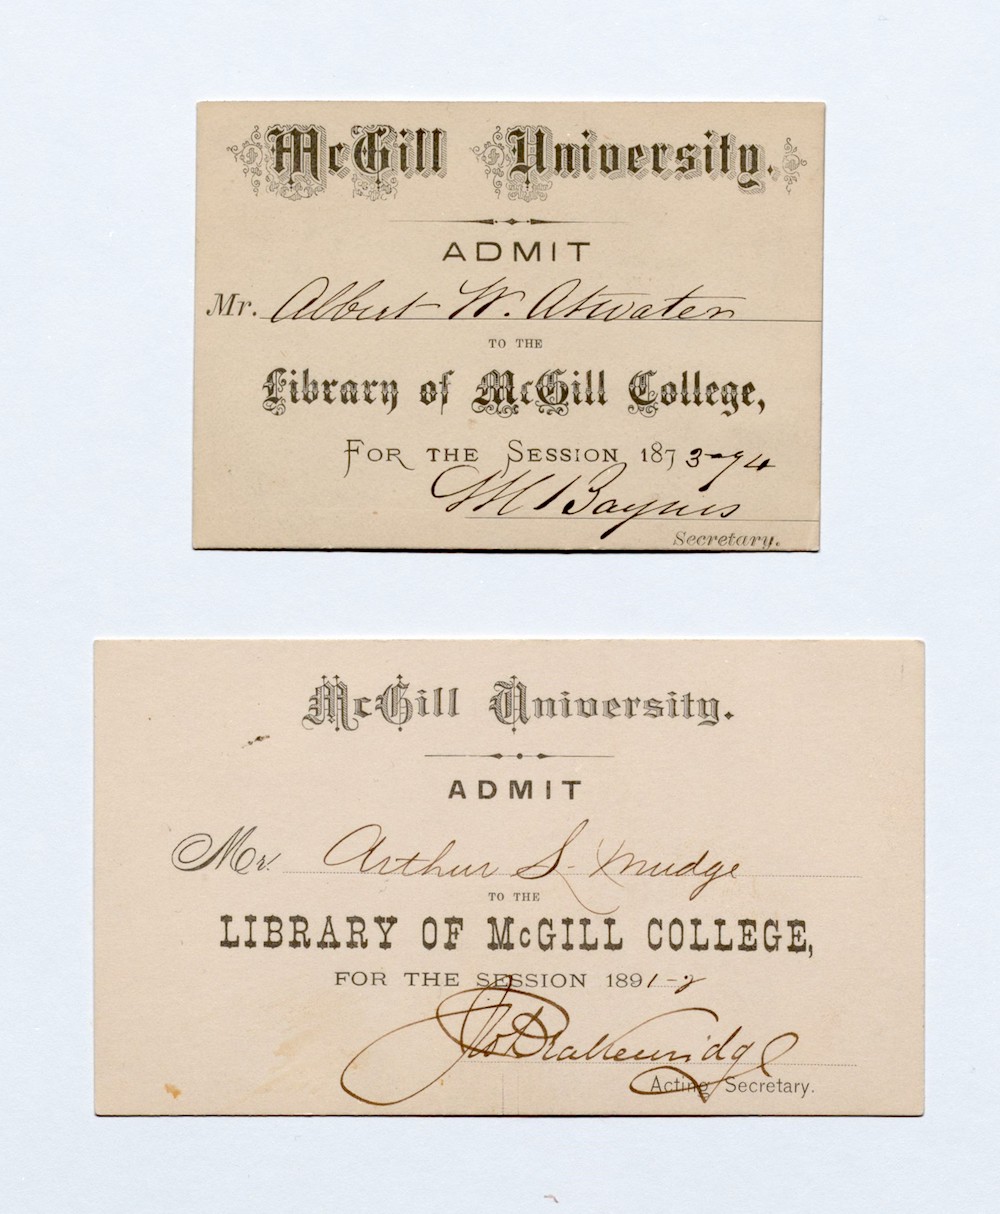 McGill University.
ADMIT
Mr. Albert W. Atwater
TO THE
Library of McGill College,
FOR THE SESSION 1873-74
WC Baynes
Secretary.
McGill University.
ADMIT
Mr. Arthur S. Mudge
TO THE
LIBRARY OF McGILL COLLEGE,
FOR THE SESSION 1891-2
Brakenridge
Acting Secretary.